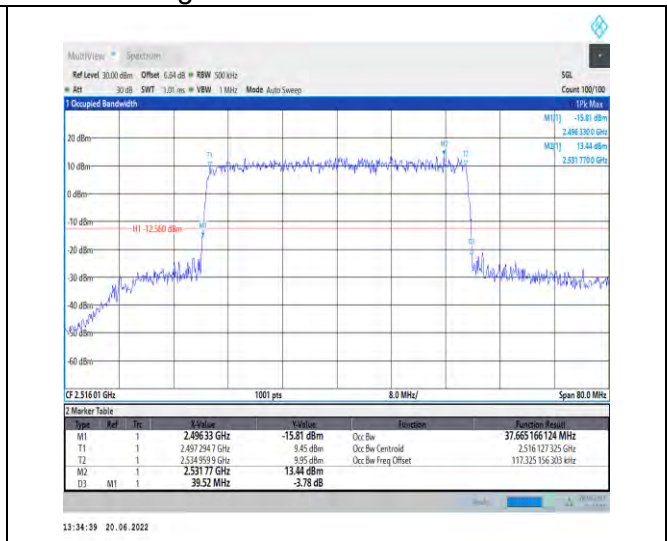 MultiView Spectrum
Ref Level 30.00 dBm Offset 6.64 dB RBW 500 kHz SGL
Att 30 dB SWT 1.01 ms VBW 1 MHz Mode Auto Sweep Count 100/100
1 Occupied Bandwidth 1Pk Max
M1[1] -15.81 dBm
2.496 330 0 GHz
M2[1] 13.44 dBm
2.531 770 0 GHz
20 dBm
M2
T1 T2
10 dBm
0 dBm
-10 dBm
H1 -12.560 dBm
M1
-20 dBm
D3
-30 dBm
-40 dBm
-50 dBm
-60 dBm
CF 2.516 01 GHz 1001 pts 8.0 MHz/ Span 80.0 MHz
2 Marker Table
Type Ref Trc X-Value Y-Value Function Function Result
M1 1 2.496 33 GHz -15.81 dBm Occ Bw 37.665 166 124 MHz
T1 1 2.497 294 7 GHz 9.45 dBm Occ Bw Centroid 2.516 127 325 GHz
T2 1 2.534 959 9 GHz 9.95 dBm Occ Bw Freq Offset 117.325 156 303 kHz
M2 1 2.531 77 GHz 13.44 dBm
D3 M1 1 39.52 MHz -3.78 dB
13:34:39 20.06.2022